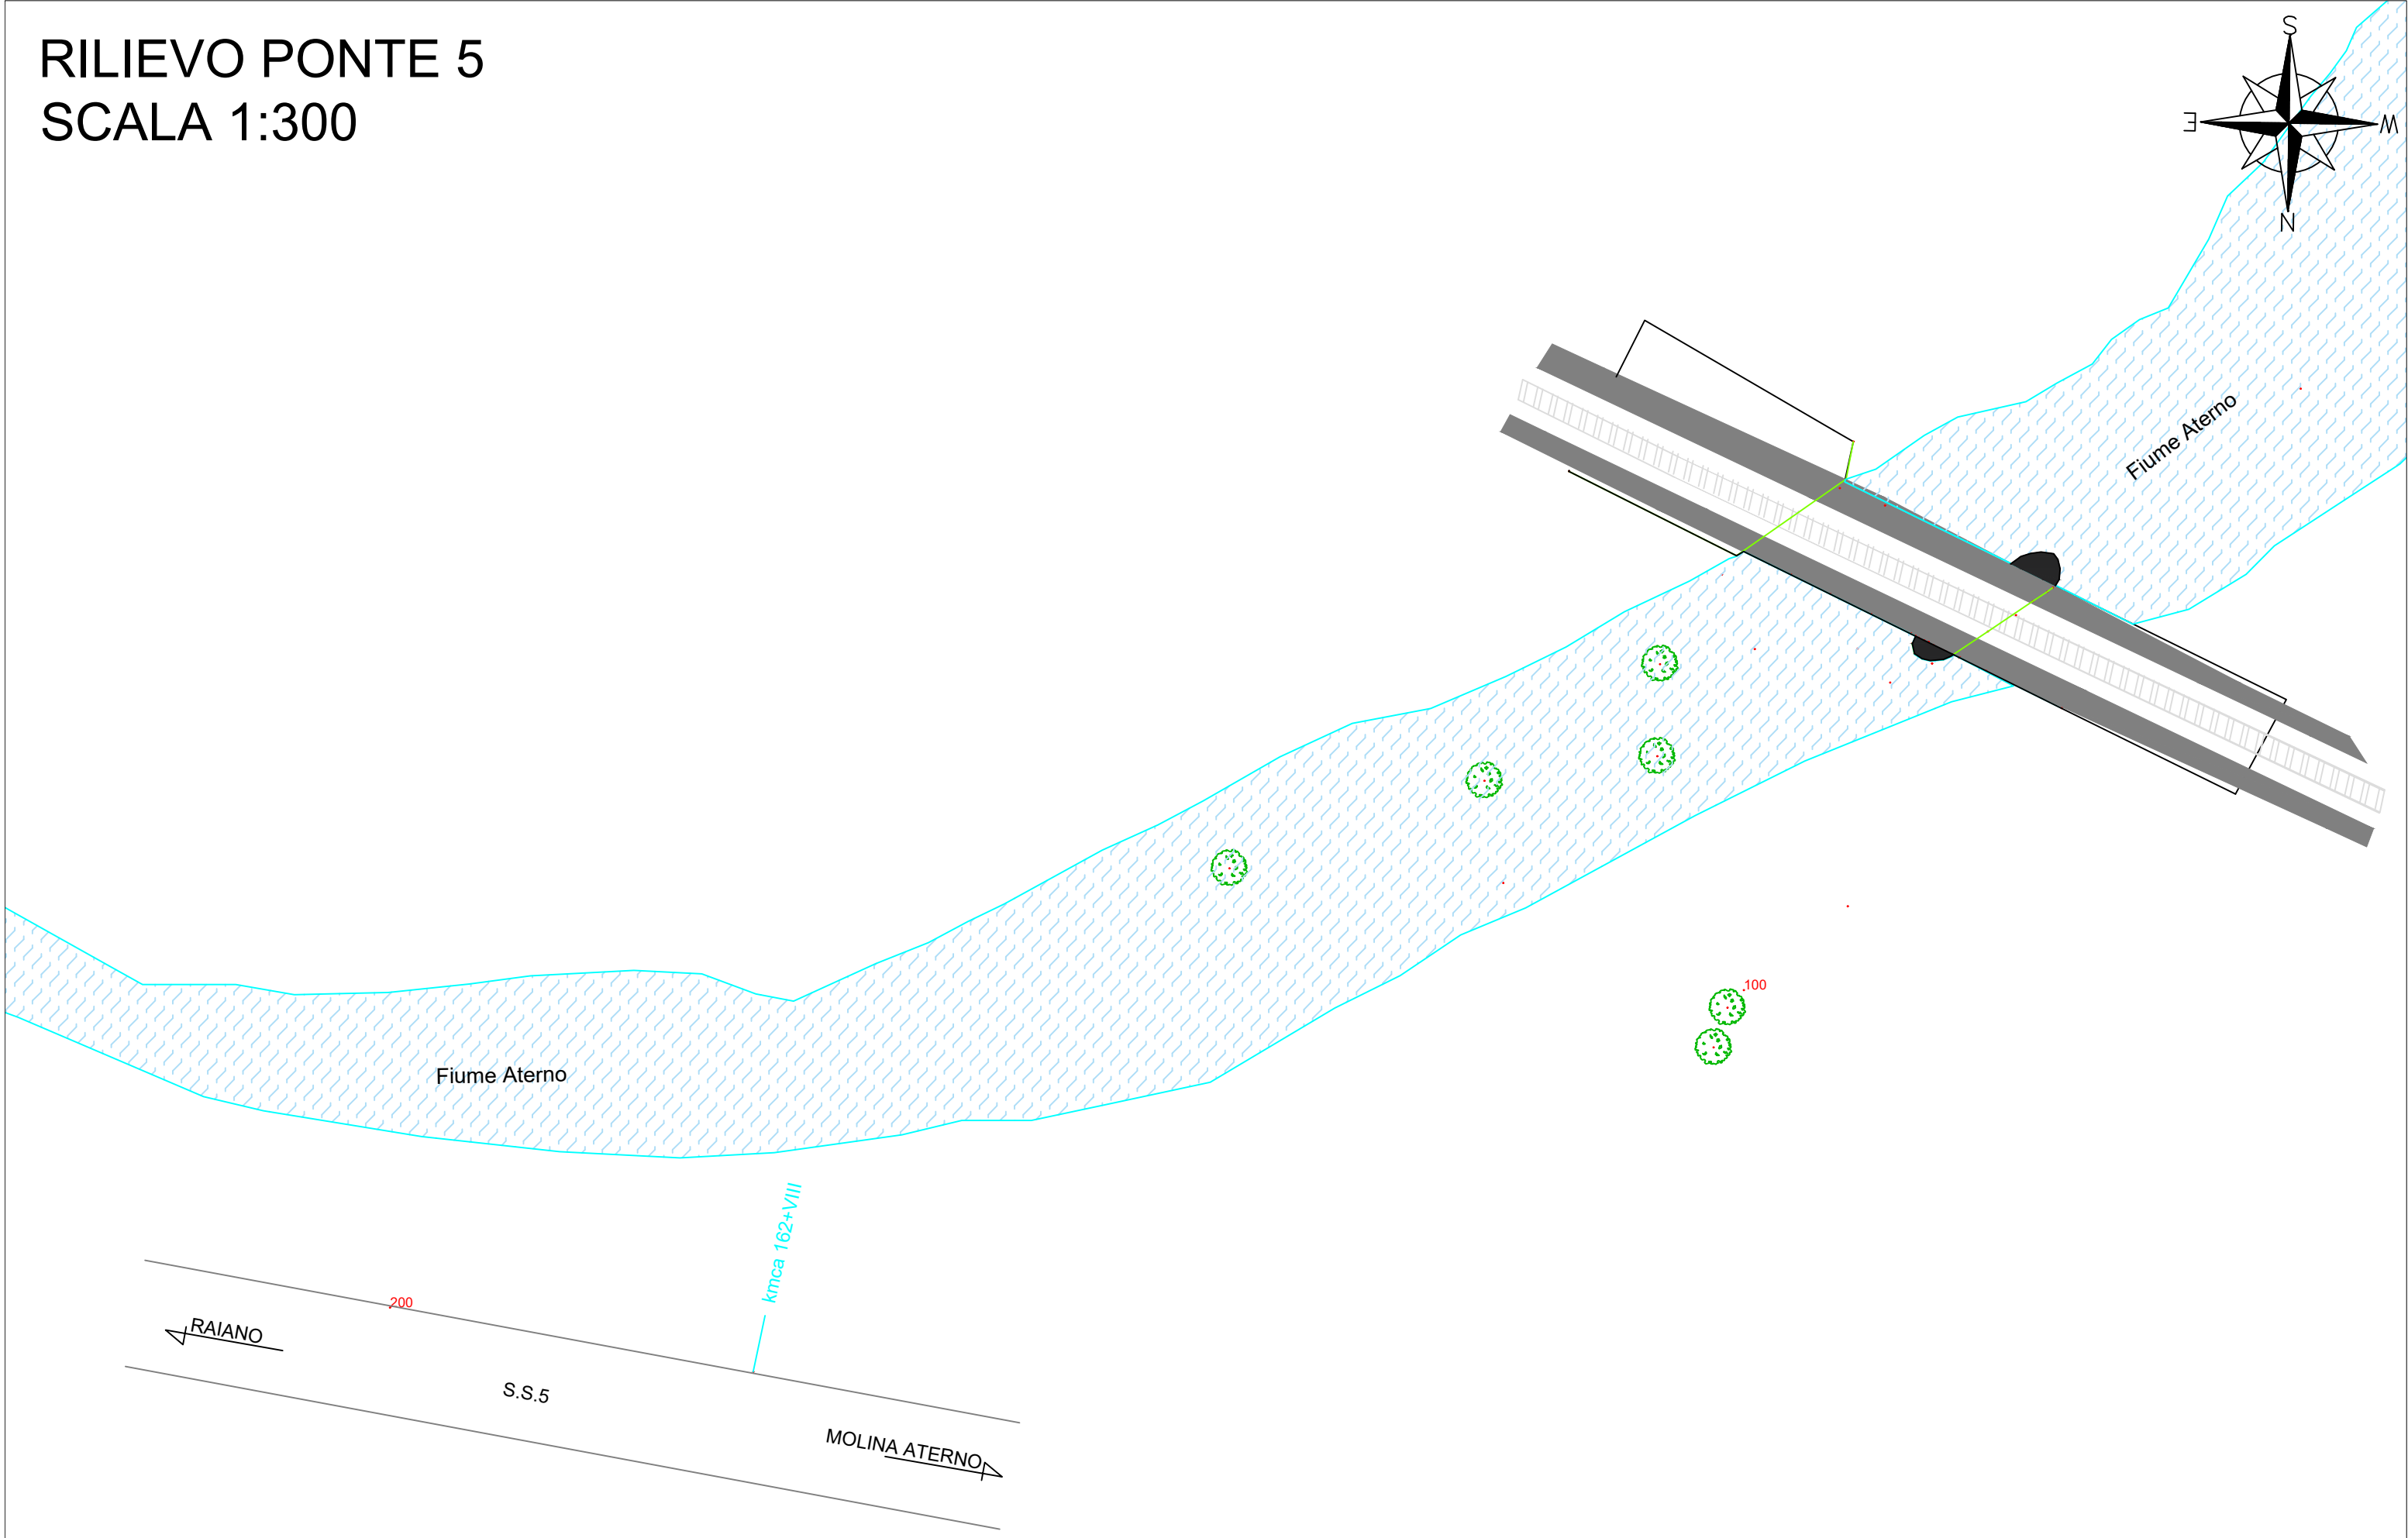 RILIEVO PONTE 5
SCALA 1:300
S
E
W
N
Fiume Aterno
100
Fiume Aterno
kmca 162+VIII
200
RAIANO
S.S.5
MOLINA ATERNO